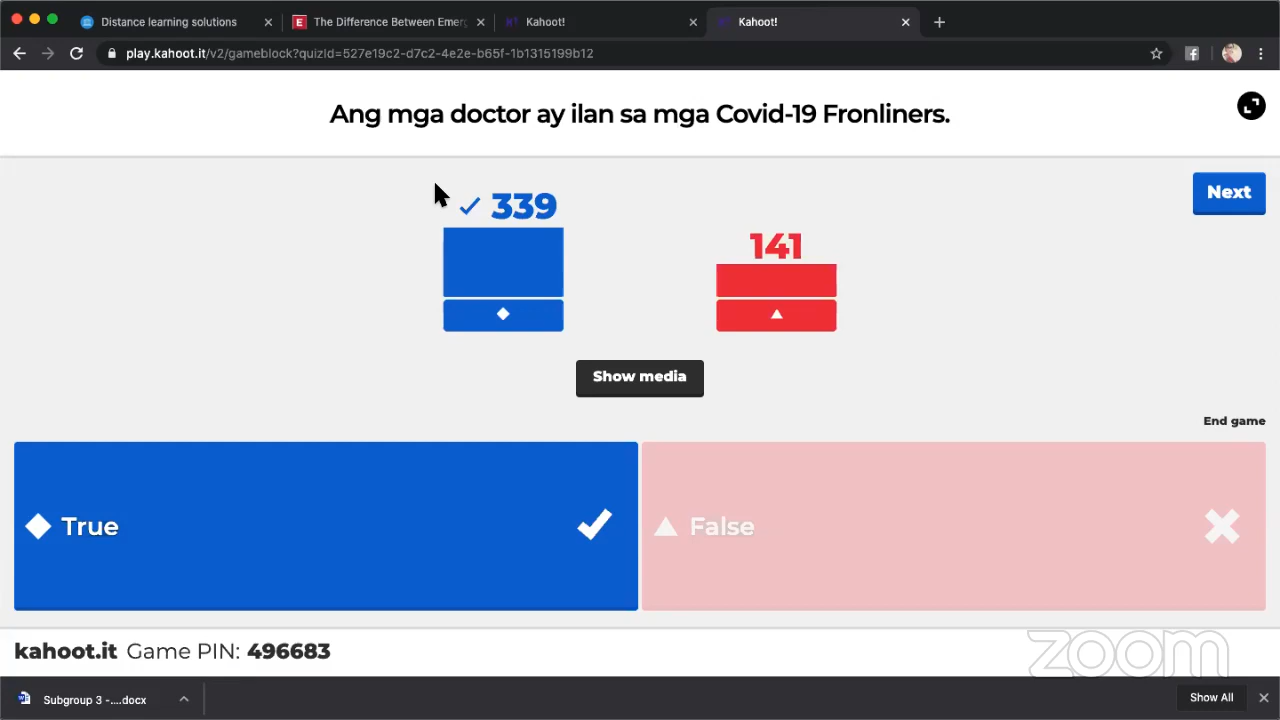 Distance learning solutions
The Difference Between Emerg
Kahoot!
Kahoot!
play.kahoot.it/v2/gameblock?quizId=527e19c2-d7c2-4e2e-b65f-1b1315199b12
Ang mga doctor ay ilan sa mga Covid-19 Fronliners.
Next
339
141
Show media
End game
True
False
kahoot.it Game PIN: 496683
zoom
Subgroup 3 -....docx
Show All